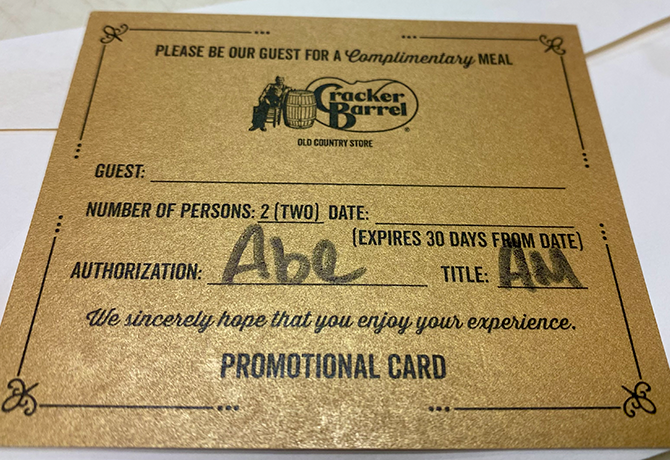 PLEASE BE OUR GUEST FOR A Complimentary MEAL
Cracker
Barrel
OLD COUNTRY STORE
GUEST:
NUMBER OF PERSONS: 2 (TWO) DATE:
(EXPIRES 30 DAYS FROM DATE)
AUTHORIZATION: Abe TITLE: AM
We sincerely hope that you enjoy your experience.
PROMOTIONAL CARD